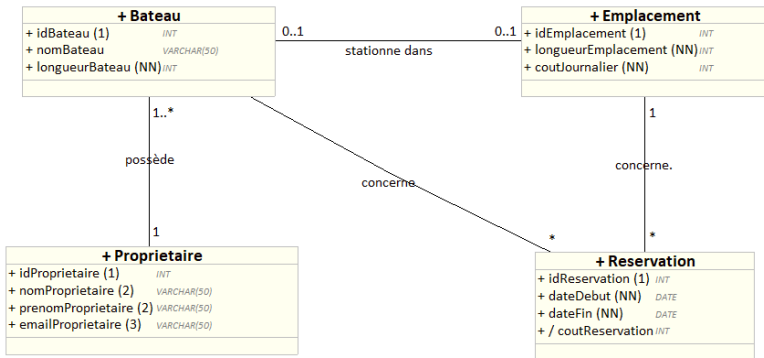 + Bateau
+ idBateau (1) INT
+ nomBateau VARCHAR(50)
+ longueurBateau (NN) INT
0..1
0..1
stationne dans
+ Emplacement
+ idEmplacement (1) INT
+ longueurEmplacement (NN) INT
+ coutJournalier (NN) INT
1..*
possède
1
concerne
*
1
concerne.
*
+ Proprietaire
+ idProprietaire (1) INT
+ nomProprietaire (2) VARCHAR(50)
+ prenomProprietaire (2) VARCHAR(50)
+ emailProprietaire (3) VARCHAR(50)
+ Reservation
+ idReservation (1) INT
+ dateDebut (NN) DATE
+ dateFin (NN) DATE
+ / coutReservation INT